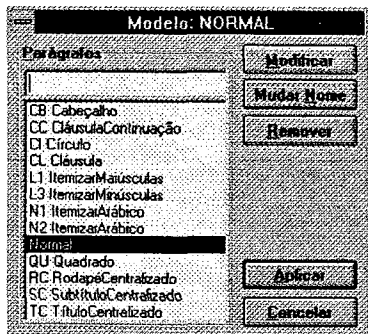 Modelo: NORMAL
Parágrafos
Modificar
Mudar Nome
Remover
CB Cabeçalho
CC CláusulaContinuação
CI Círculo
CL Cláusula
L1 ItemizarMaiúsculas
L3 ItemizarMinúsculas
N1 ItemizarArábico
N2 ItemizarArábico
Normal
QU Quadrado
RC RodapéCentralizado
SC SubtítuloCentralizado
TC TítuloCentralizado
Aplicar
Cancelar